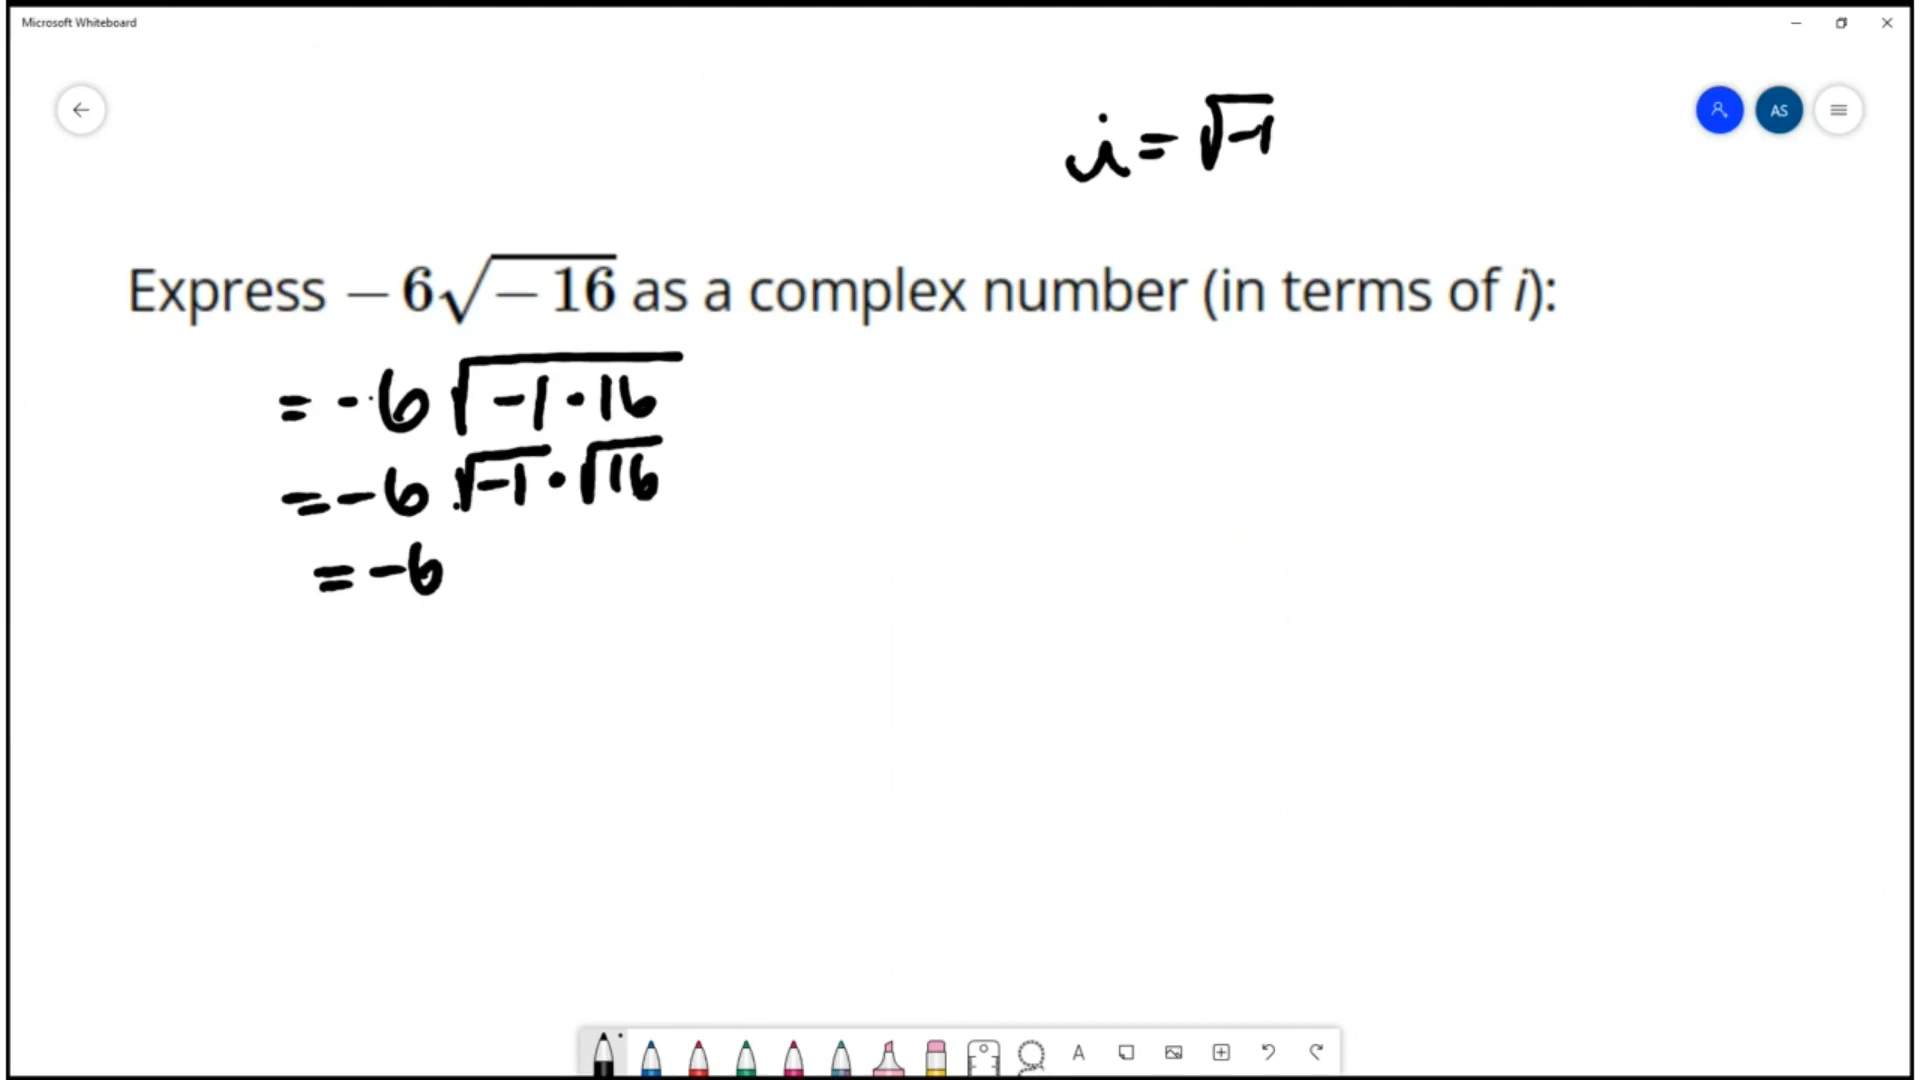 Microsoft Whiteboard
i = √-1
AS
Express −6√−16 as a complex number (in terms of i):
= -6 √-1 · 16
= -6 √-1 · √16
= -6
A